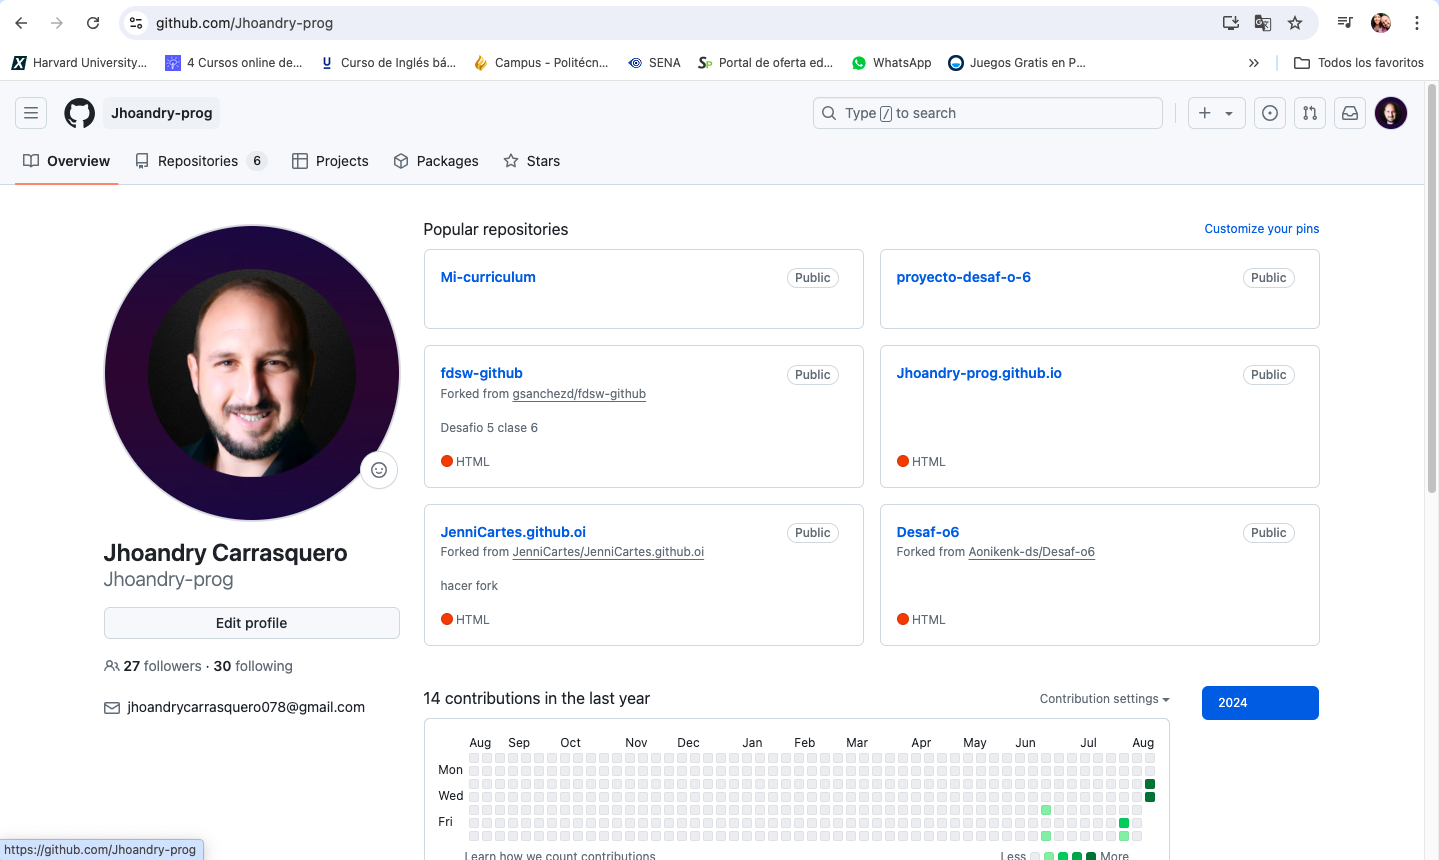 github.com/Jhoandry-prog
Harvard University... 4 Cursos online de... Curso de Inglés bá... Campus - Politécn... SENA Portal de oferta ed... WhatsApp Juegos Gratis en P... Todos los favoritos
Jhoandry-prog
Type / to search
Overview Repositories 6 Projects Packages Stars
Popular repositories
Customize your pins
Mi-curriculum Public
proyecto-desaf-o-6 Public
fdsw-github Public
Forked from gsanchezd/fdsw-github
Desafio 5 clase 6
HTML
Jhoandry-prog.github.io Public
HTML
JenniCartes.github.oi Public
Forked from JenniCartes/JenniCartes.github.oi
hacer fork
HTML
Desaf-o6 Public
Forked from Aonikenk-ds/Desaf-o6
HTML
Jhoandry Carrasquero
Jhoandry-prog
Edit profile
27 followers · 30 following
jhoandrycarrasquero078@gmail.com
14 contributions in the last year
Contribution settings
2024
Aug Sep Oct Nov Dec Jan Feb Mar Apr May Jun Jul Aug
Mon
Wed
Fri
Learn how we count contributions
Less More
https://github.com/Jhoandry-prog